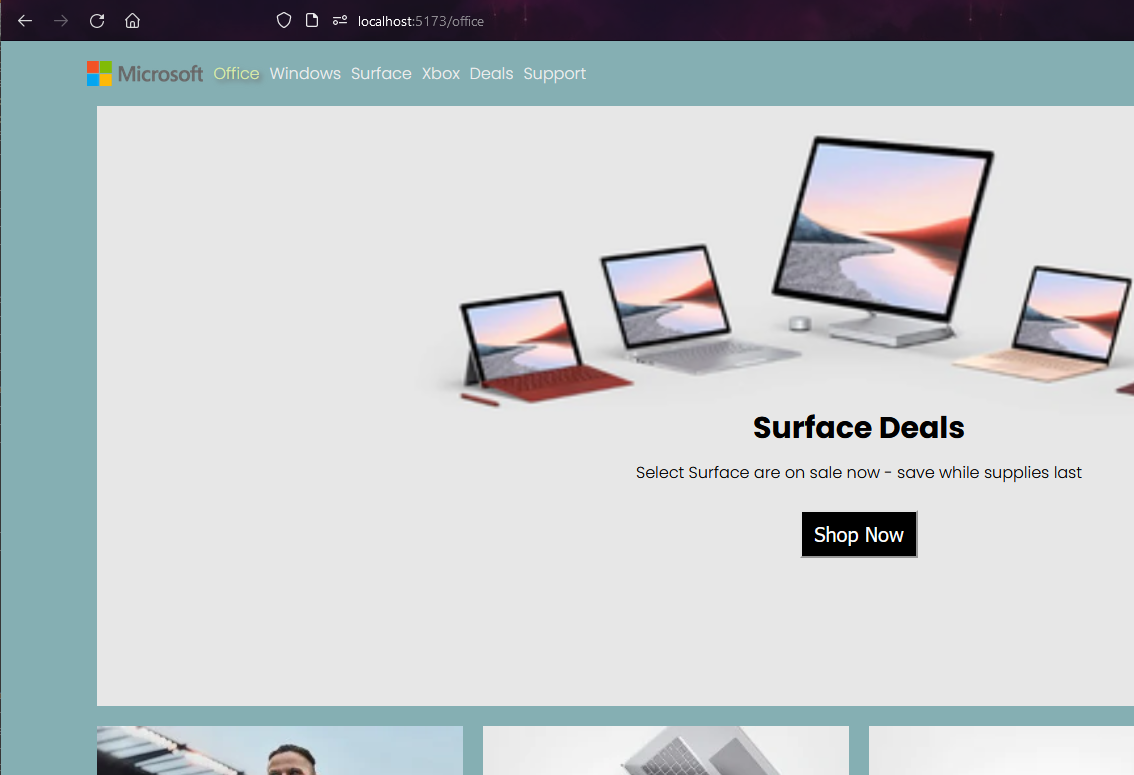 localhost:5173/office
Microsoft Office Windows Surface Xbox Deals Support
Surface Deals
Select Surface are on sale now - save while supplies last
Shop Now